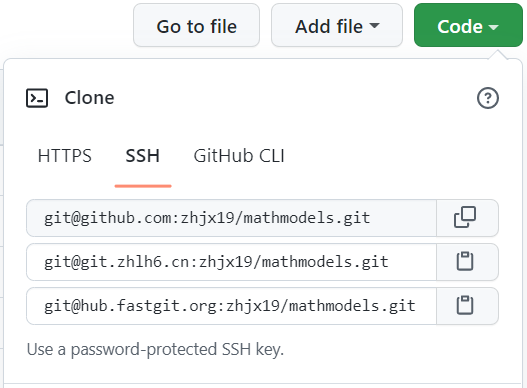 Go to file Add file Code
Clone
HTTPS SSH GitHub CLI
git@github.com:zhjx19/mathmodels.git
git@git.zhlh6.cn:zhjx19/mathmodels.git
git@hub.fastgit.org:zhjx19/mathmodels.git
Use a password-protected SSH key.